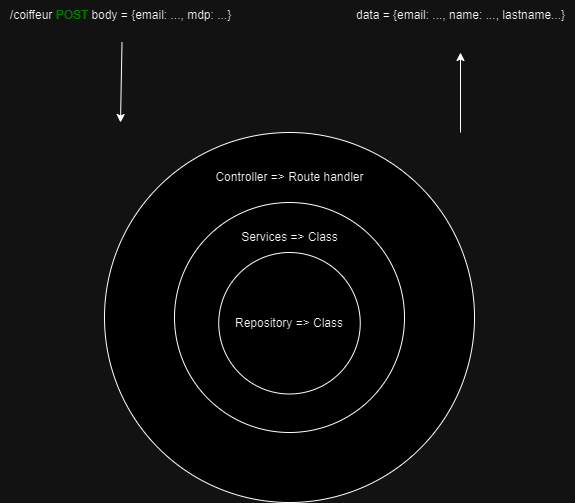 /coiffeur POST body = {email: ..., mdp: ...}
data = {email: ..., name: ..., lastname...}
Controller => Route handler
Services => Class
Repository => Class